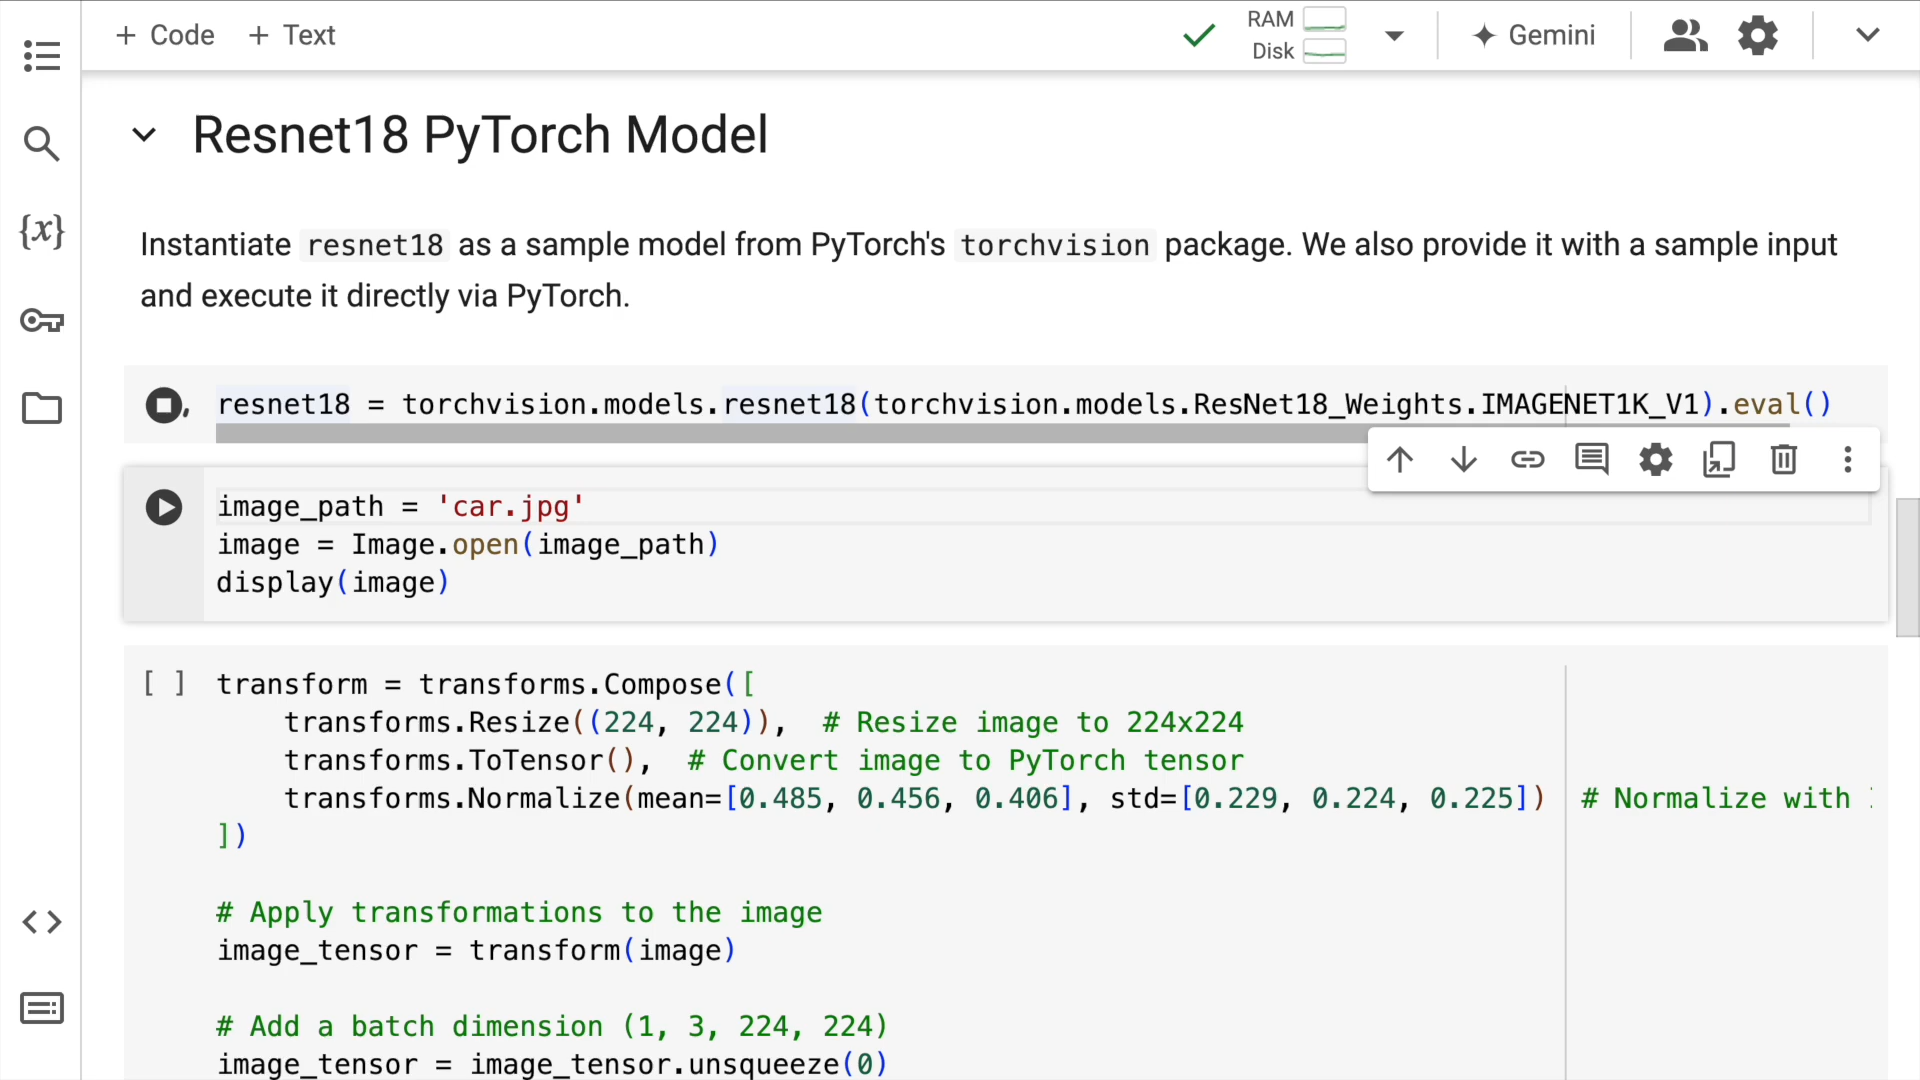 + Code + Text
RAM
Disk
Gemini
Resnet18 PyTorch Model
{x}
Instantiate resnet18 as a sample model from PyTorch's torchvision package. We also provide it with a sample input
and execute it directly via PyTorch.
resnet18 = torchvision.models.resnet18(torchvision.models.ResNet18_Weights.IMAGENET1K_V1).eval()
image_path = 'car.jpg'
image = Image.open(image_path)
display(image)
[ ] transform = transforms.Compose([
transforms.Resize((224, 224)),  # Resize image to 224x224
transforms.ToTensor(),  # Convert image to PyTorch tensor
transforms.Normalize(mean=[0.485, 0.456, 0.406], std=[0.229, 0.224, 0.225])  # Normalize with
])
# Apply transformations to the image
image_tensor = transform(image)
# Add a batch dimension (1, 3, 224, 224)
image_tensor = image_tensor.unsqueeze(0)